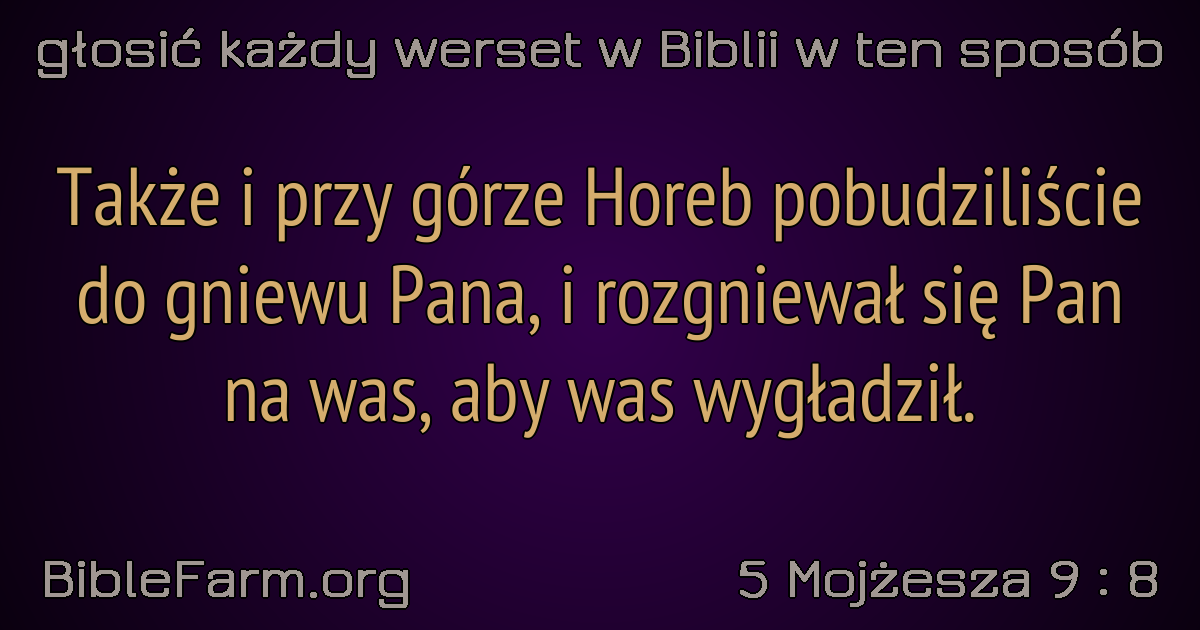 głosić każdy werset w Biblii w ten sposób
Także i przy górze Horeb pobudziliście
do gniewu Pana, i rozgniewał się Pan
na was, aby was wygładził.
BibleFarm.org
5 Mojżesza 9 : 8